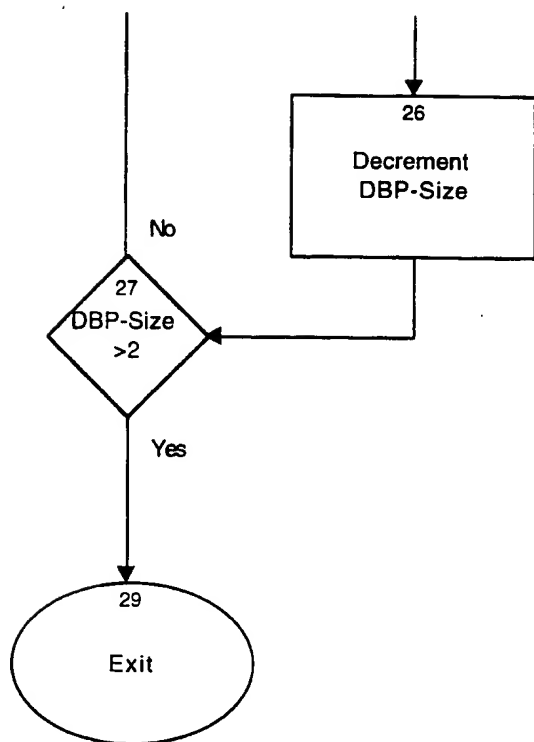 26
Decrement
DBP-Size
No
27
DBP-Size
>2
Yes
29
Exit